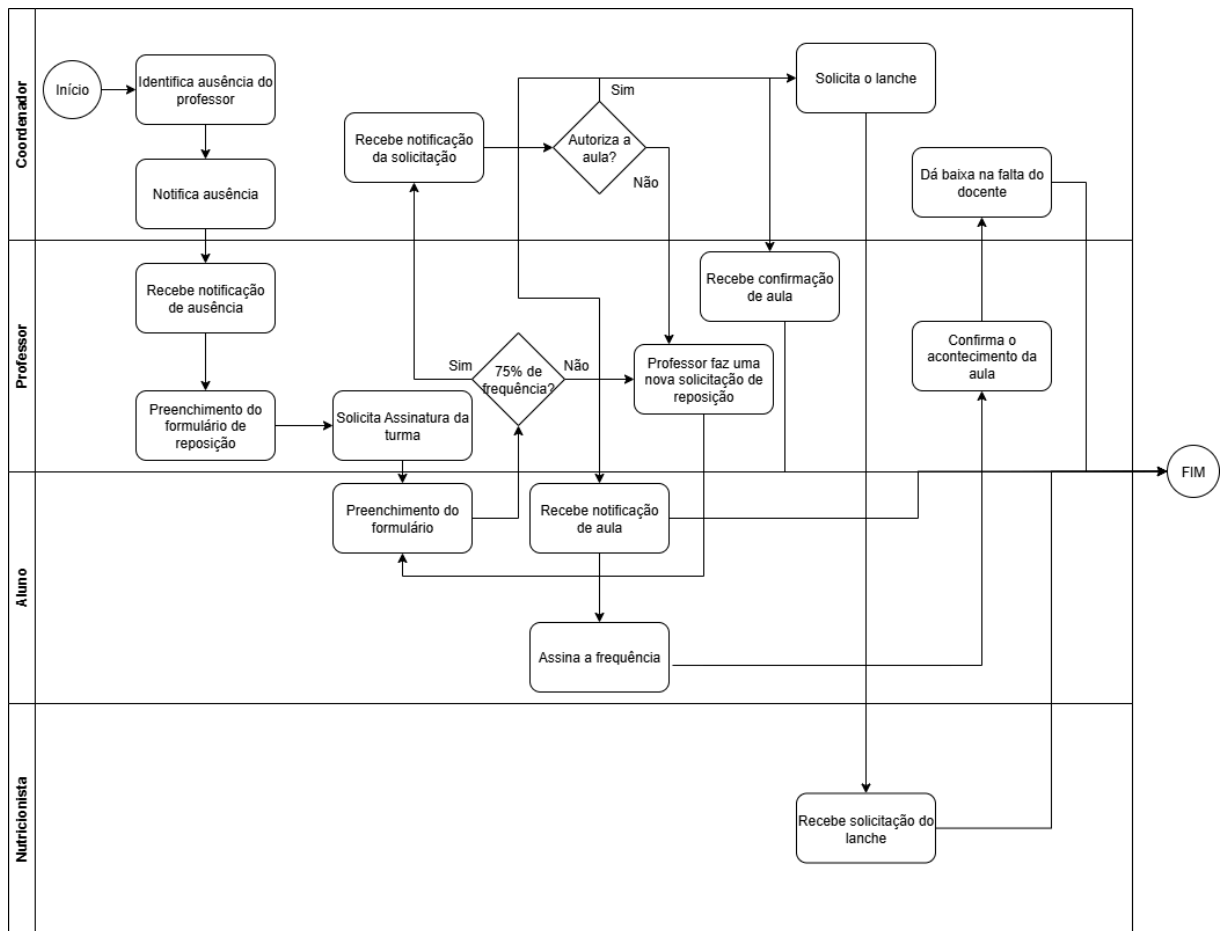 Coordenador
Início
Identifica ausência do
professor
Notifica ausência
Recebe notificação
da solicitação
Autoriza a
aula?
Sim
Não
Solicita o lanche
Dá baixa na falta do
docente
Professor
Recebe notificação
de ausência
Preenchimento do
formulário de
reposição
Solicita Assinatura da
turma
Sim
75% de
frequência?
Não
Professor faz uma
nova solicitação de
reposição
Recebe confirmação
de aula
Confirma o
acontecimento da
aula
FIM
Aluno
Preenchimento do
formulário
Recebe notificação
de aula
Assina a frequência
Nutricionista
Recebe solicitação do
lanche